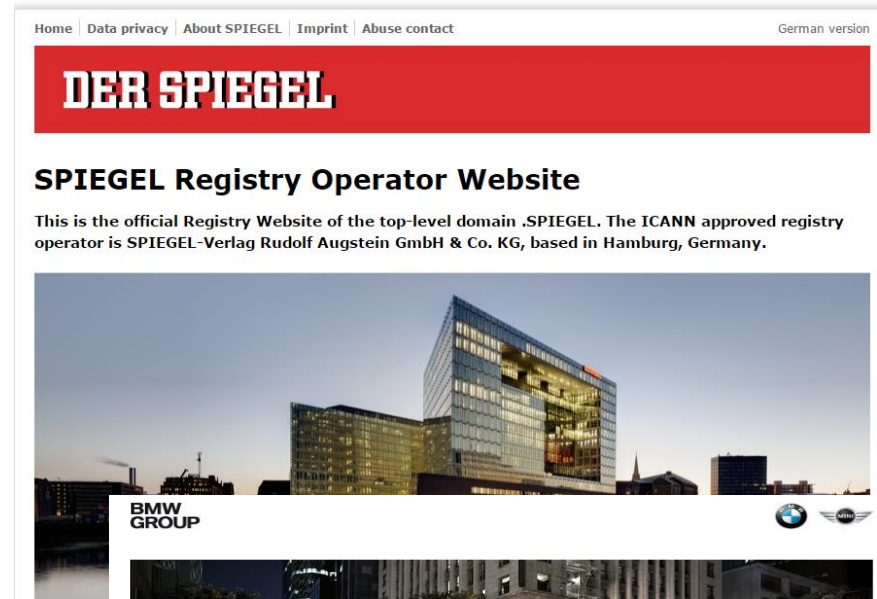 Home Data privacy About SPIEGEL Imprint Abuse contact German version
DER SPIEGEL
SPIEGEL Registry Operator Website
This is the official Registry Website of the top-level domain .SPIEGEL. The ICANN approved registry
operator is SPIEGEL-Verlag Rudolf Augstein GmbH & Co. KG, based in Hamburg, Germany.
BMW
GROUP
BMW
MINI